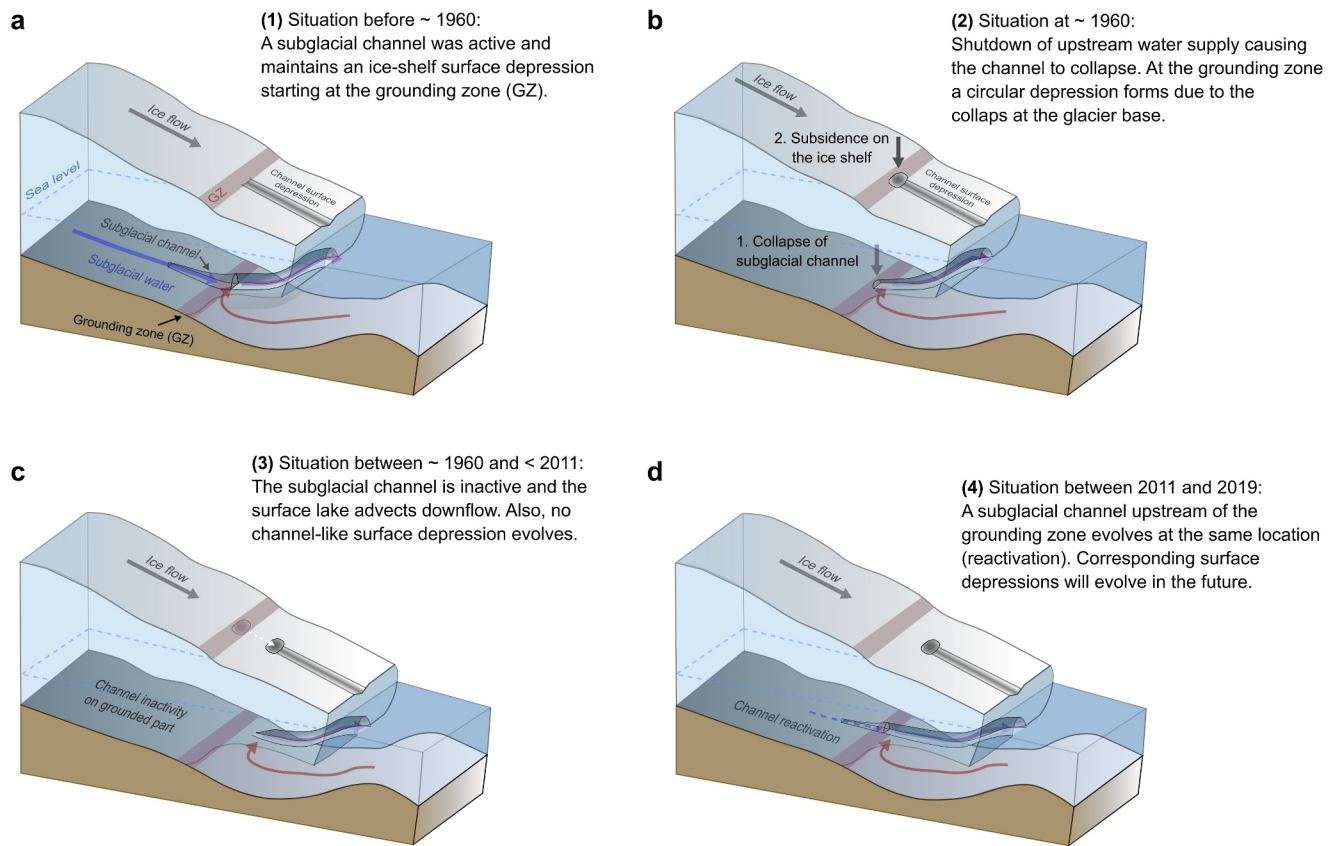 a
(1) Situation before ~ 1960:
A subglacial channel was active and
maintains an ice-shelf surface depression
starting at the grounding zone (GZ).
Ice flow
Sea level
GZ
Channel surface
depression
Subglacial channel
Subglacial water
Grounding zone (GZ)
b
(2) Situation at ~ 1960:
Shutdown of upstream water supply causing
the channel to collapse. At the grounding zone
a circular depression forms due to the
collaps at the glacier base.
Ice flow
2. Subsidence on
the ice shelf
Channel surface
depression
1. Collapse of
subglacial channel
c
(3) Situation between ~ 1960 and < 2011:
The subglacial channel is inactive and the
surface lake advects downflow. Also, no
channel-like surface depression evolves.
Ice flow
Channel inactivity
on grounded part
d
(4) Situation between 2011 and 2019:
A subglacial channel upstream of the
grounding zone evolves at the same location
(reactivation). Corresponding surface
depressions will evolve in the future.
Ice flow
Channel reactivation